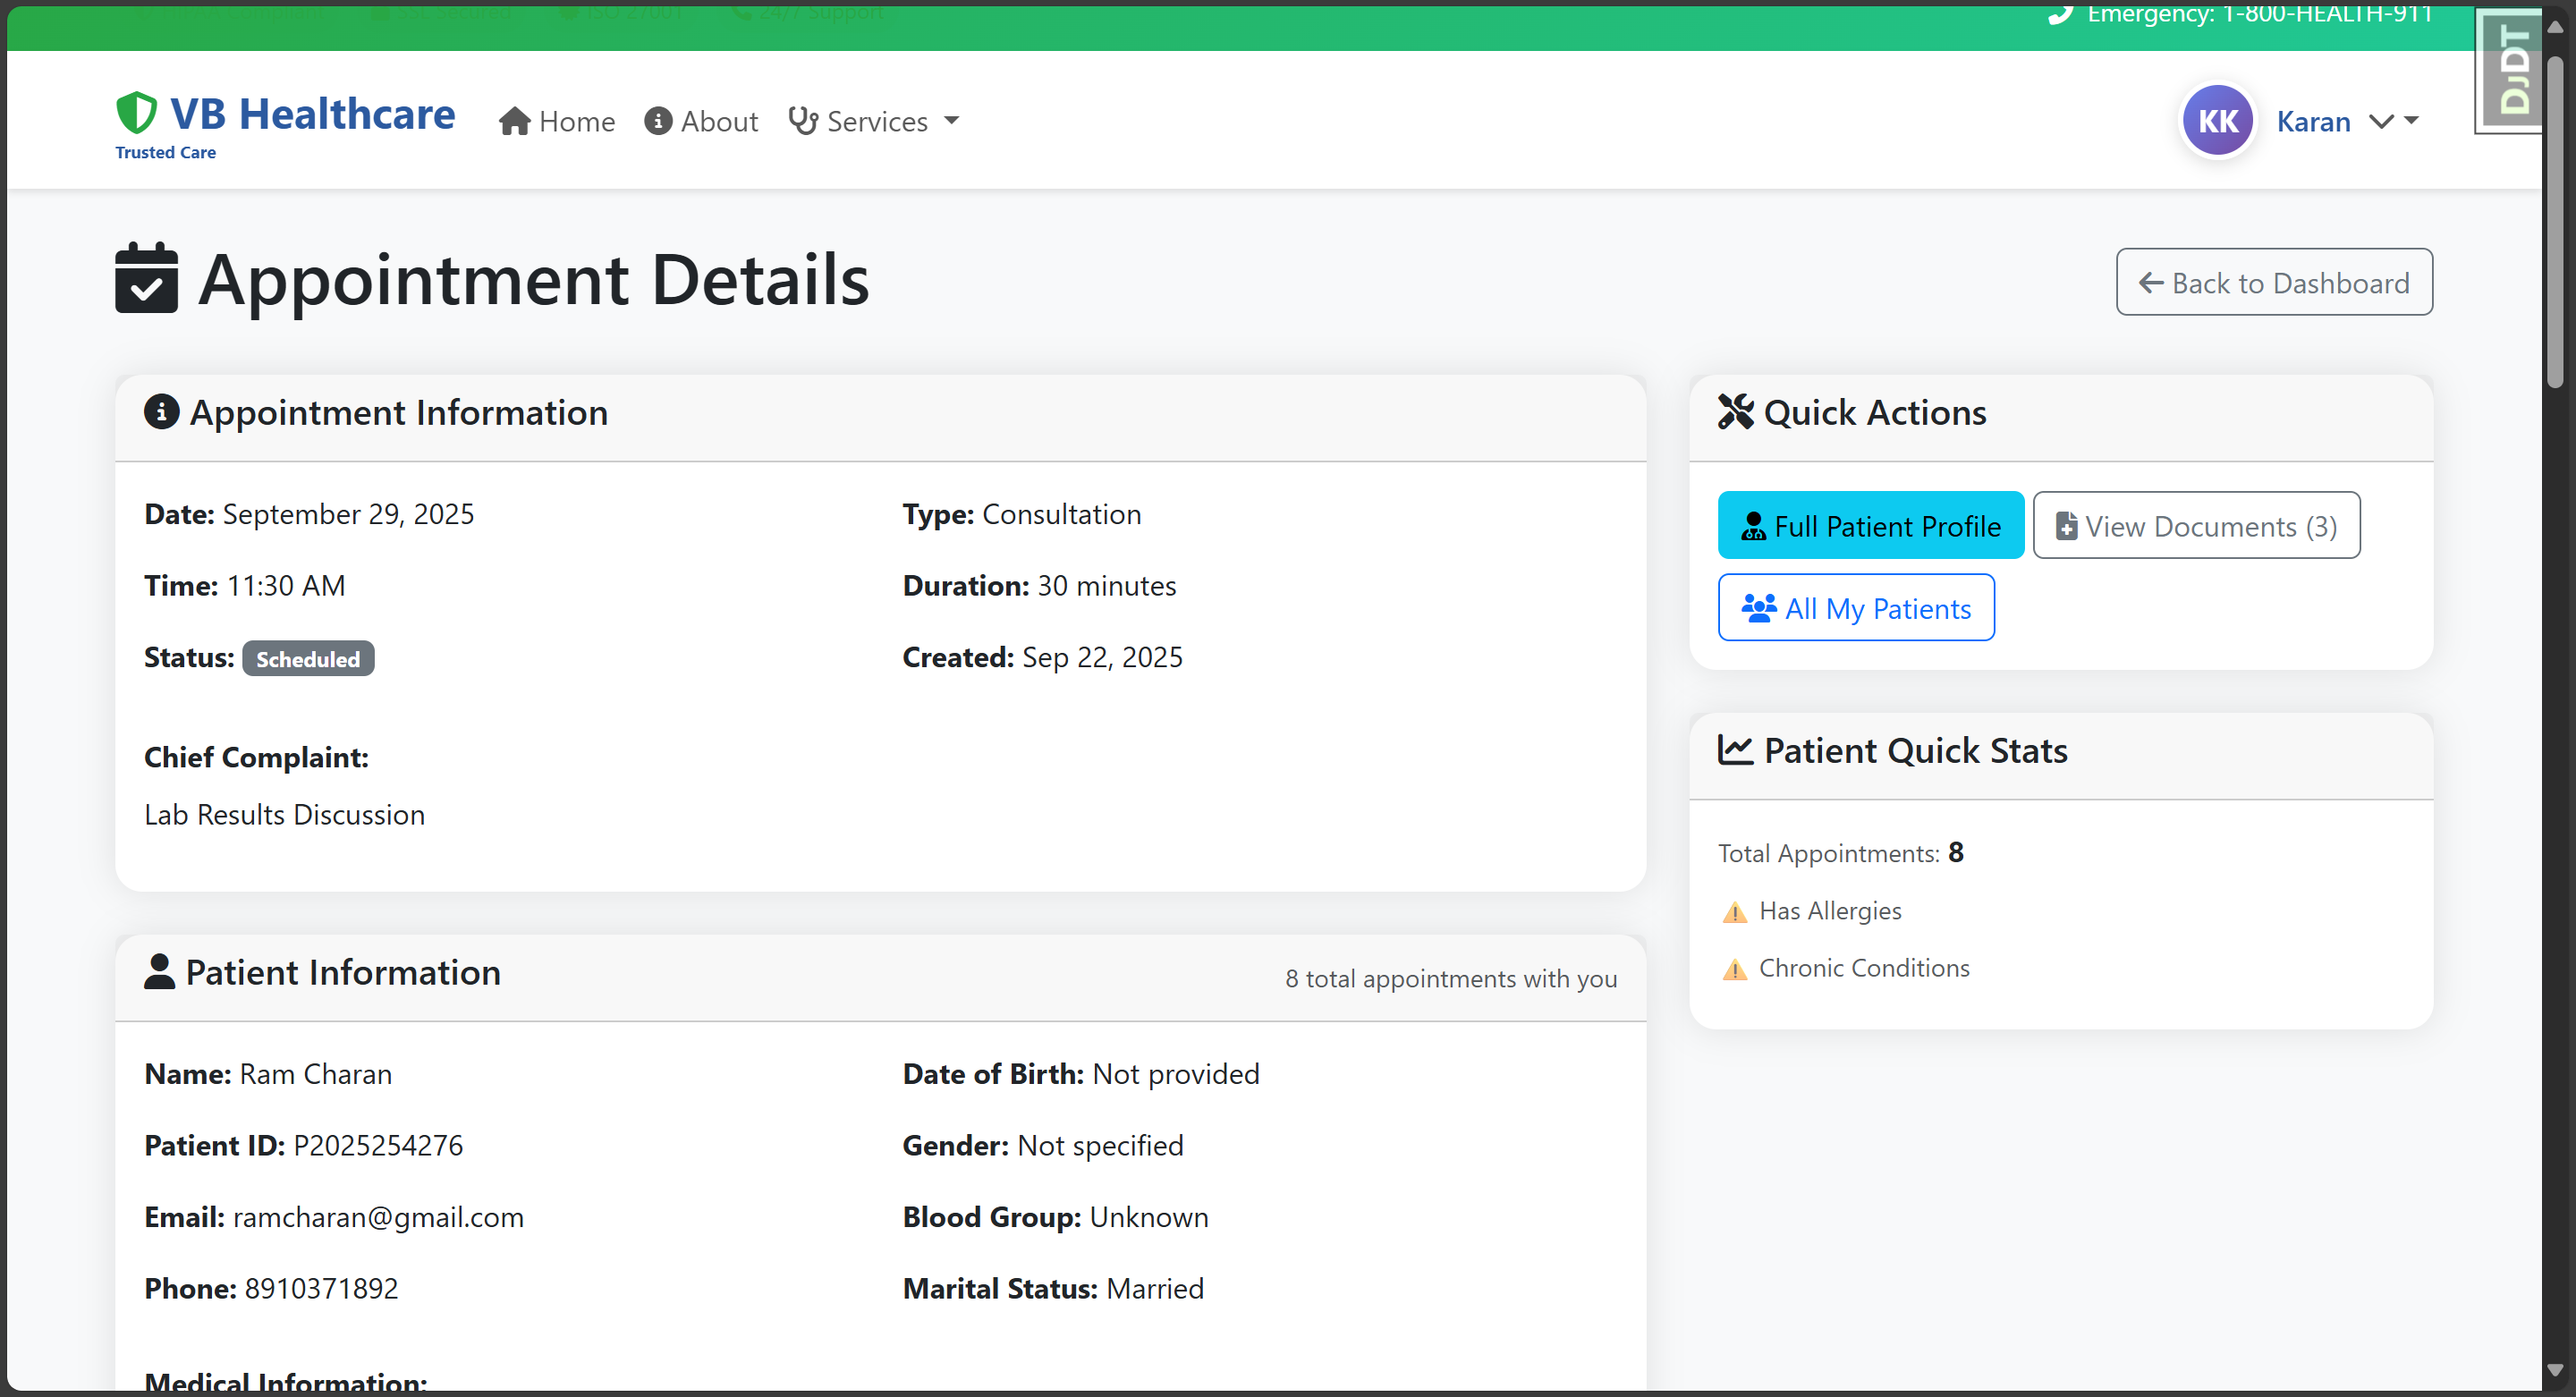 SSL Secured
ISO 27001
24/7 Support
Emergency: 1-800-HEALTH-911
DJDT
VB Healthcare
Trusted Care
Home
About
Services
KK
Karan
Appointment Details
Back to Dashboard
Appointment Information
Date: September 29, 2025
Type: Consultation
Time: 11:30 AM
Duration: 30 minutes
Status: Scheduled
Created: Sep 22, 2025
Chief Complaint:
Lab Results Discussion
Quick Actions
Full Patient Profile
View Documents (3)
All My Patients
Patient Quick Stats
Total Appointments: 8
⚠ Has Allergies
⚠ Chronic Conditions
Patient Information
8 total appointments with you
Name: Ram Charan
Date of Birth: Not provided
Patient ID: P2025254276
Gender: Not specified
Email: ramcharan@gmail.com
Blood Group: Unknown
Phone: 8910371892
Marital Status: Married
Medical Information: